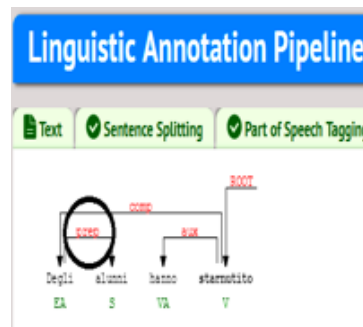 Linguistic Annotation Pipeline
Text Sentence Splitting Part of Speech Tagging
ROOT
comp
prep aux
Degli alunni hanno starnutito
EA S VA V